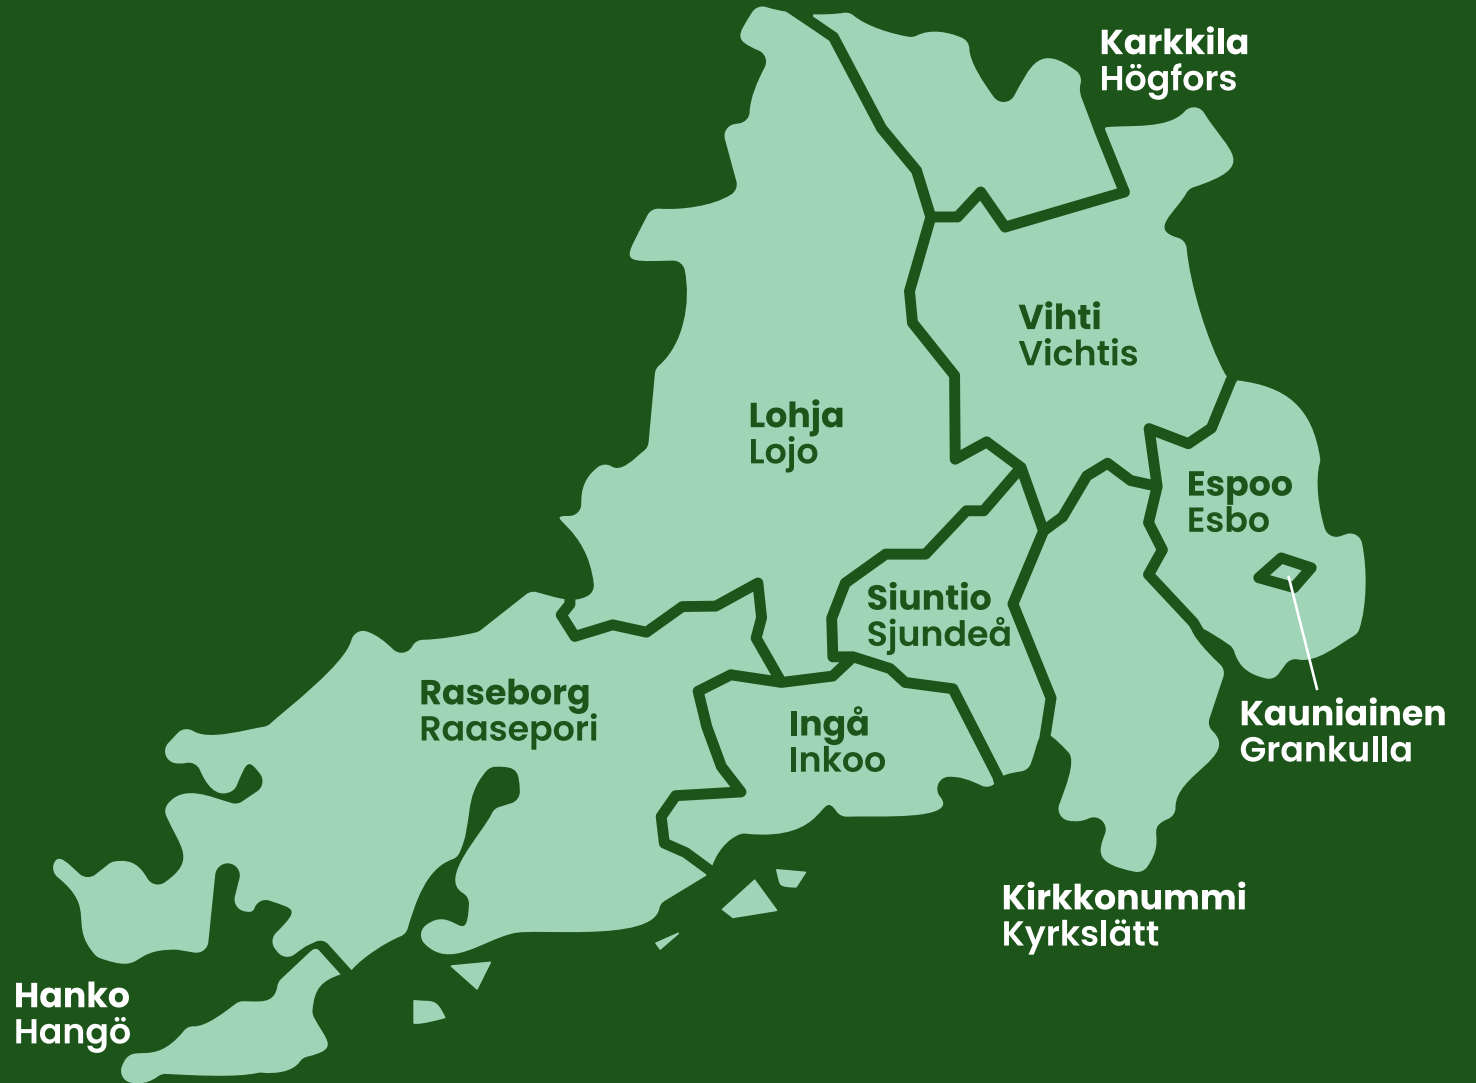 Karkkila
Högfors
Vihti
Vichtis
Lohja
Lojo
Espoo
Esbo
Siuntio
Sjundeå
Raseborg
Raasepori
Ingå
Inkoo
Kauniainen
Grankulla
Kirkkonummi
Kyrkslätt
Hanko
Hangö